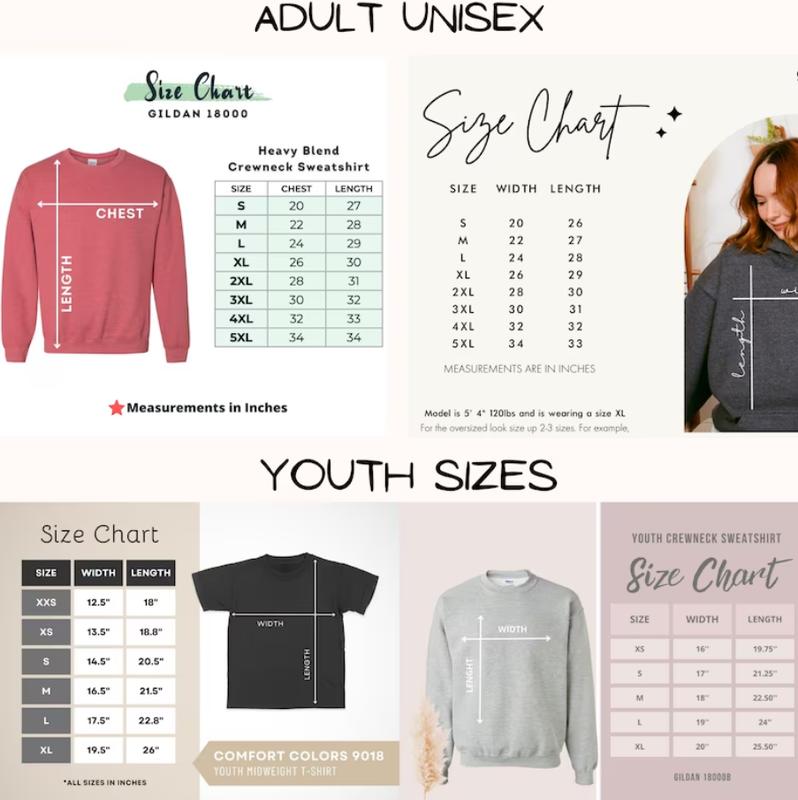 ADULT UNISEX
Size Chart
GILDAN 18000
Heavy Blend
Crewneck Sweatshirt
SIZE CHEST LENGTH
S 20 27
M 22 28
L 24 29
XL 26 30
2XL 28 31
3XL 30 32
4XL 32 33
5XL 34 34
CHEST
LENGTH
Measurements in Inches
Size Chart
SIZE WIDTH LENGTH
S 20 26
M 22 27
L 24 28
XL 26 29
2XL 28 30
3XL 30 31
4XL 32 32
5XL 34 33
MEASUREMENTS ARE IN INCHES
Model is 5' 4" 120lbs and is wearing a size XL
For the oversized look size up 2-3 sizes. For example,
length
YOUTH SIZES
Size Chart
SIZE WIDTH LENGTH
XXS 12.5" 18"
XS 13.5" 18.8"
S 14.5" 20.5"
M 16.5" 21.5"
L 17.5" 22.8"
XL 19.5" 26"
*ALL SIZES IN INCHES
WIDTH
LENGTH
COMFORT COLORS 9018
YOUTH MIDWEIGHT T-SHIRT
WIDTH
LENGHT
YOUTH CREWNECK SWEATSHIRT
Size Chart
SIZE WIDTH LENGTH
XS 16" 19.75"
S 17" 21.25"
M 18" 22.50"
L 19" 24"
XL 20" 25.50"
GILDAN 18000B